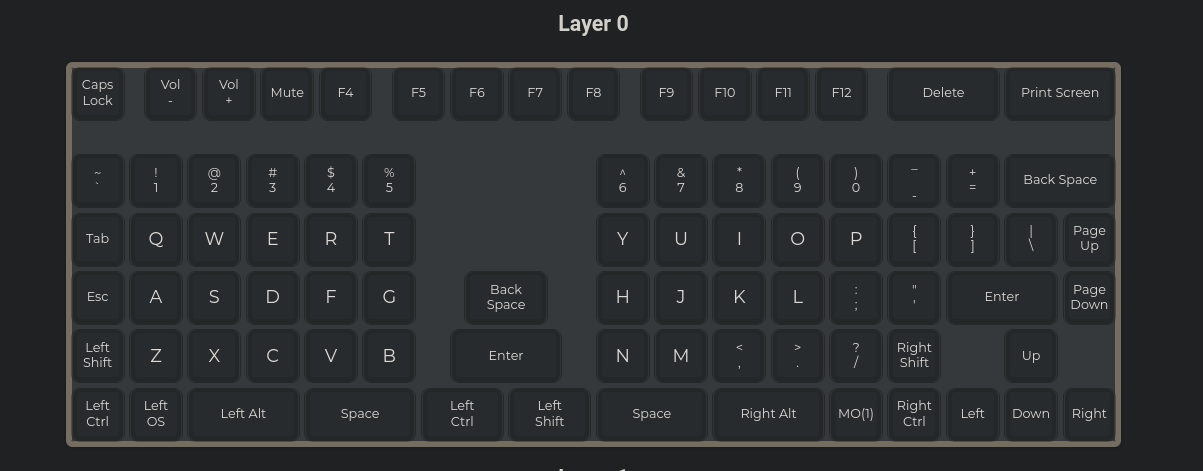 Layer 0
Caps Lock Vol - Vol + Mute F4 F5 F6 F7 F8 F9 F10 F11 F12 Delete Print Screen
~ ` ! 1 @ 2 # 3 $ 4 % 5 ^ 6 & 7 * 8 ( 9 ) 0 _ - + = Back Space
Tab Q W E R T Y U I O P { [ } ] | \ Page Up
Esc A S D F G Back Space H J K L : ; " ' Enter Page Down
Left Shift Z X C V B Enter N M < , > . ? / Right Shift Up
Left Ctrl Left OS Left Alt Space Left Ctrl Left Shift Space Right Alt MO(1) Right Ctrl Left Down Right